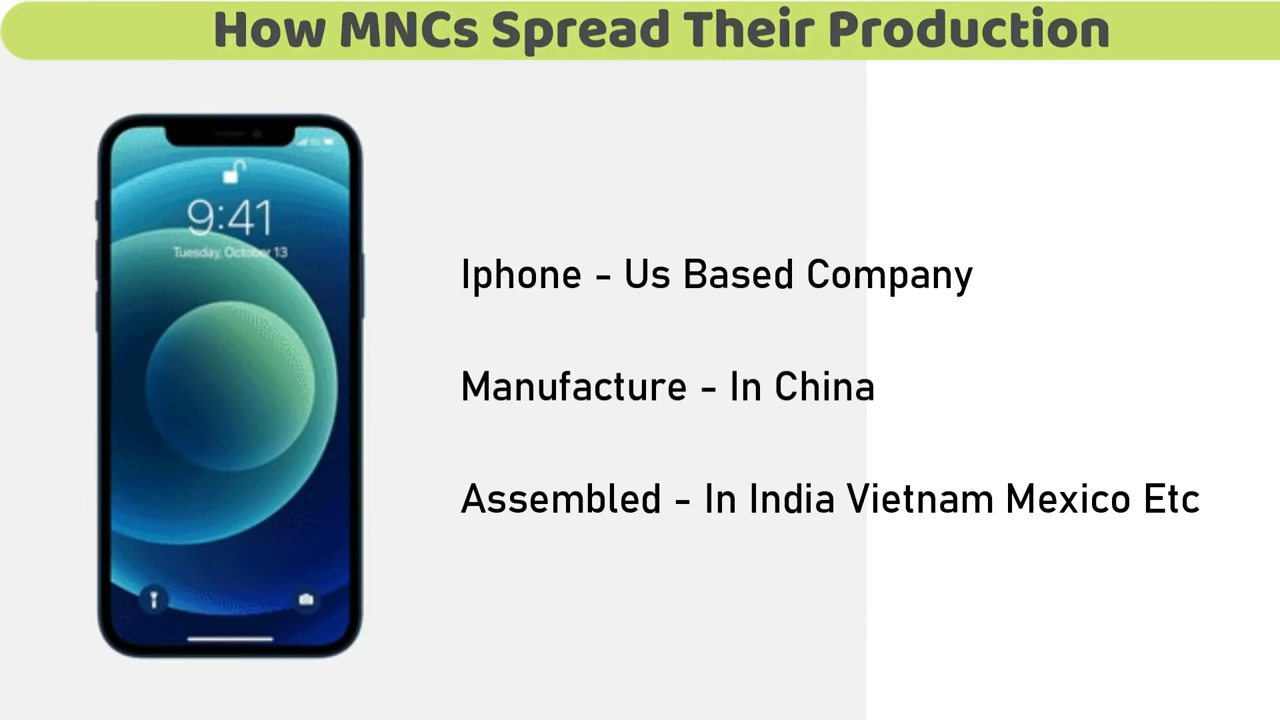 How MNCs Spread Their Production
9:41
Tuesday, October 13
Iphone - Us Based Company
Manufacture - In China
Assembled - In India Vietnam Mexico Etc